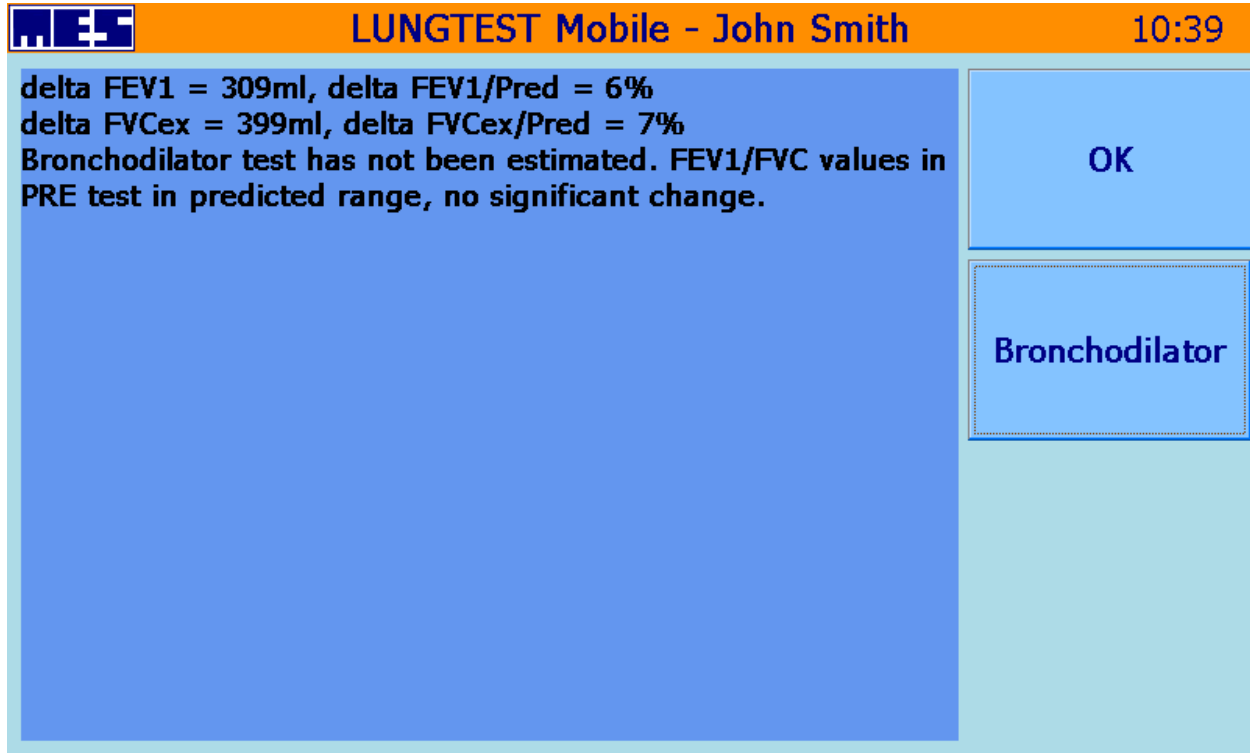 mES LUNGTEST Mobile - John Smith 10:39
delta FEV1 = 309ml, delta FEV1/Pred = 6%
delta FVCex = 399ml, delta FVCex/Pred = 7%
Bronchodilator test has not been estimated. FEV1/FVC values in
PRE test in predicted range, no significant change.
OK
Bronchodilator